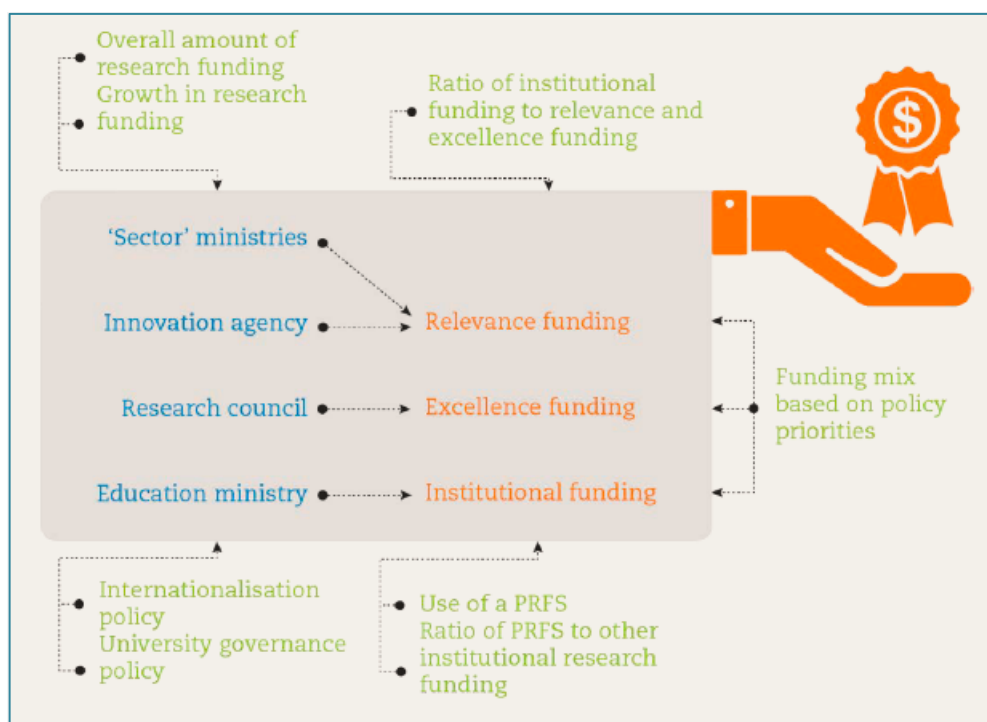 Overall amount of
research funding
Growth in research
funding
Ratio of institutional
funding to relevance and
excellence funding
$
'Sector' ministries
Innovation agency
Relevance funding
Research council
Excellence funding
Education ministry
Institutional funding
Funding mix
based on policy
priorities
Internationalisation
policy
University governance
policy
Use of a PRFS
Ratio of PRFS to other
institutional research
funding